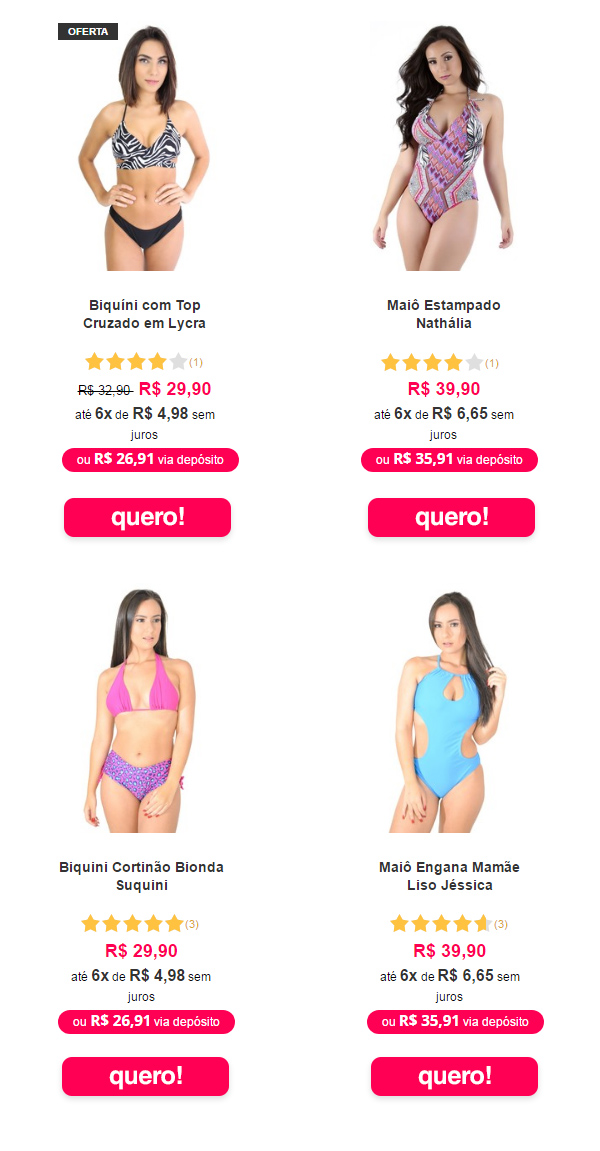 OFERTA
Biquíni com Top
Cruzado em Lycra
(1)
R$ 32,90 R$ 29,90
até 6x de R$ 4,98 sem
juros
ou R$ 26,91 via depósito
quero!
Maiô Estampado
Nathália
(1)
R$ 39,90
até 6x de R$ 6,65 sem
juros
ou R$ 35,91 via depósito
quero!
Biquini Cortinão Bionda
Suquini
(3)
R$ 29,90
até 6x de R$ 4,98 sem
juros
ou R$ 26,91 via depósito
quero!
Maiô Engana Mamãe
Liso Jéssica
(3)
R$ 39,90
até 6x de R$ 6,65 sem
juros
ou R$ 35,91 via depósito
quero!